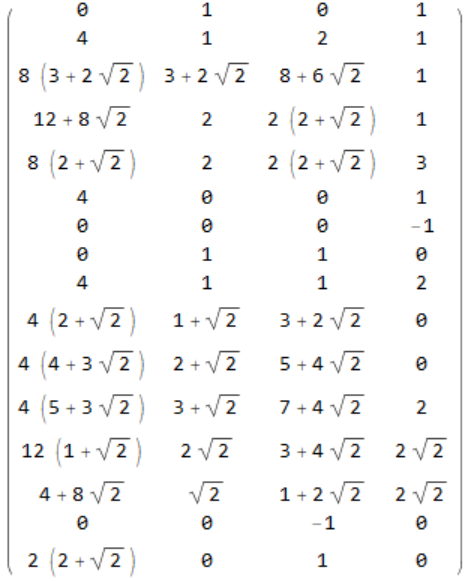 0 1 0 1
4 1 2 1
8 (3 + 2 √2) 3 + 2 √2 8 + 6 √2 1
12 + 8 √2 2 2 (2 + √2) 1
8 (2 + √2) 2 2 (2 + √2) 3
4 0 0 1
0 0 0 -1
0 1 1 0
4 1 1 2
4 (2 + √2) 1 + √2 3 + 2 √2 0
4 (4 + 3 √2) 2 + √2 5 + 4 √2 0
4 (5 + 3 √2) 3 + √2 7 + 4 √2 2
12 (1 + √2) 2 √2 3 + 4 √2 2 √2
4 + 8 √2 √2 1 + 2 √2 2 √2
0 0 -1 0
2 (2 + √2) 0 1 0